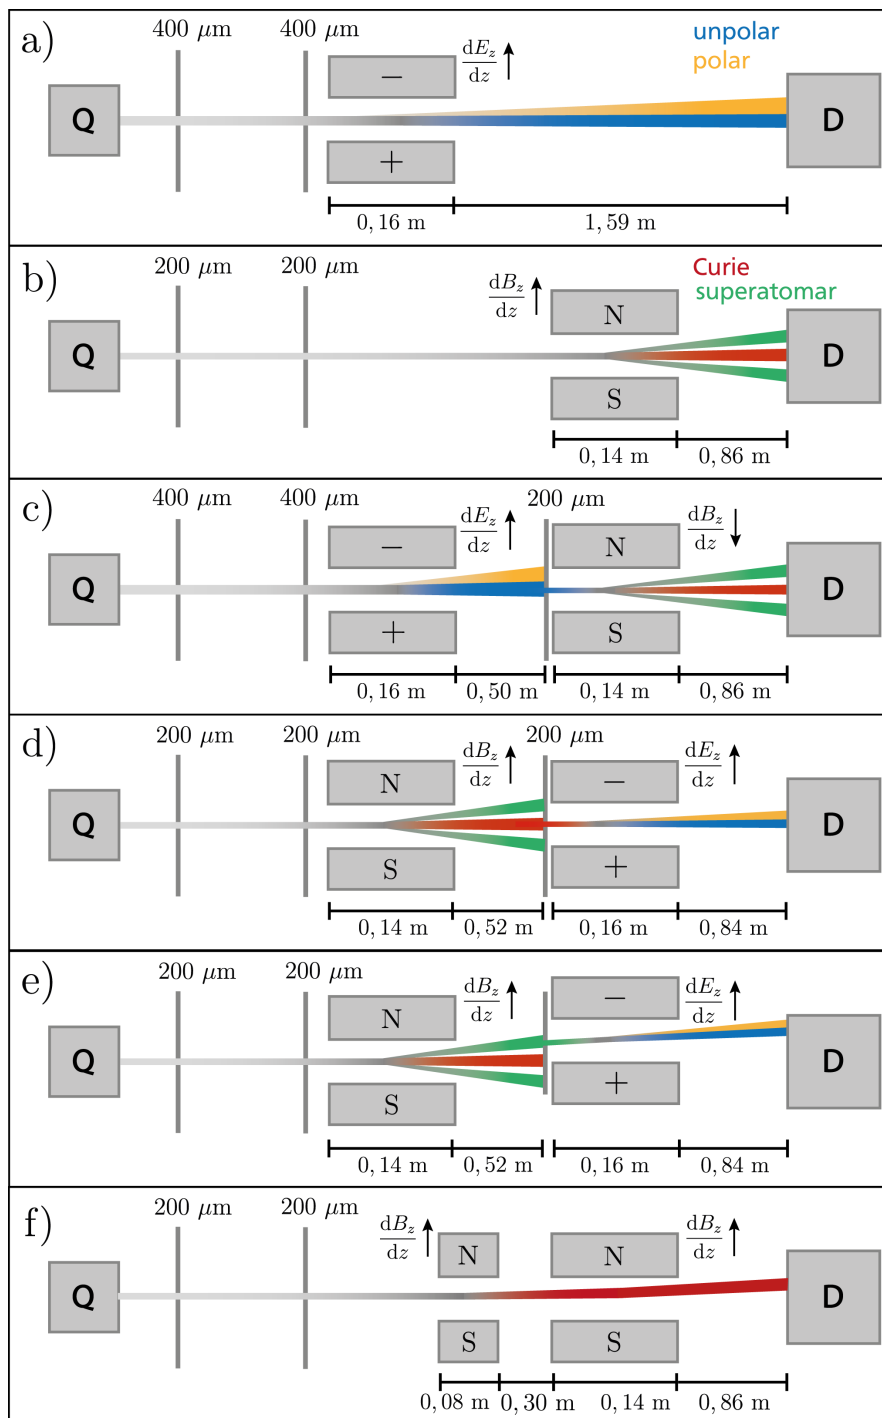 a)
400 μm 400 μm
dE_z/dz
unpolar
polar
Q
−
+
D
0,16 m 1,59 m
b)
200 μm 200 μm
dB_z/dz
Curie
superatomar
Q
N
S
D
0,14 m 0,86 m
c)
400 μm 400 μm 200 μm
dE_z/dz dB_z/dz
Q
− N
+ S
D
0,16 m 0,50 m 0,14 m 0,86 m
d)
200 μm 200 μm 200 μm
dB_z/dz dE_z/dz
Q
N −
S +
D
0,14 m 0,52 m 0,16 m 0,84 m
e)
200 μm 200 μm
dB_z/dz dE_z/dz
Q
N −
S +
D
0,14 m 0,52 m 0,16 m 0,84 m
f)
200 μm 200 μm
dB_z/dz dB_z/dz
Q
N N
S S
D
0,08 m 0,30 m 0,14 m 0,86 m